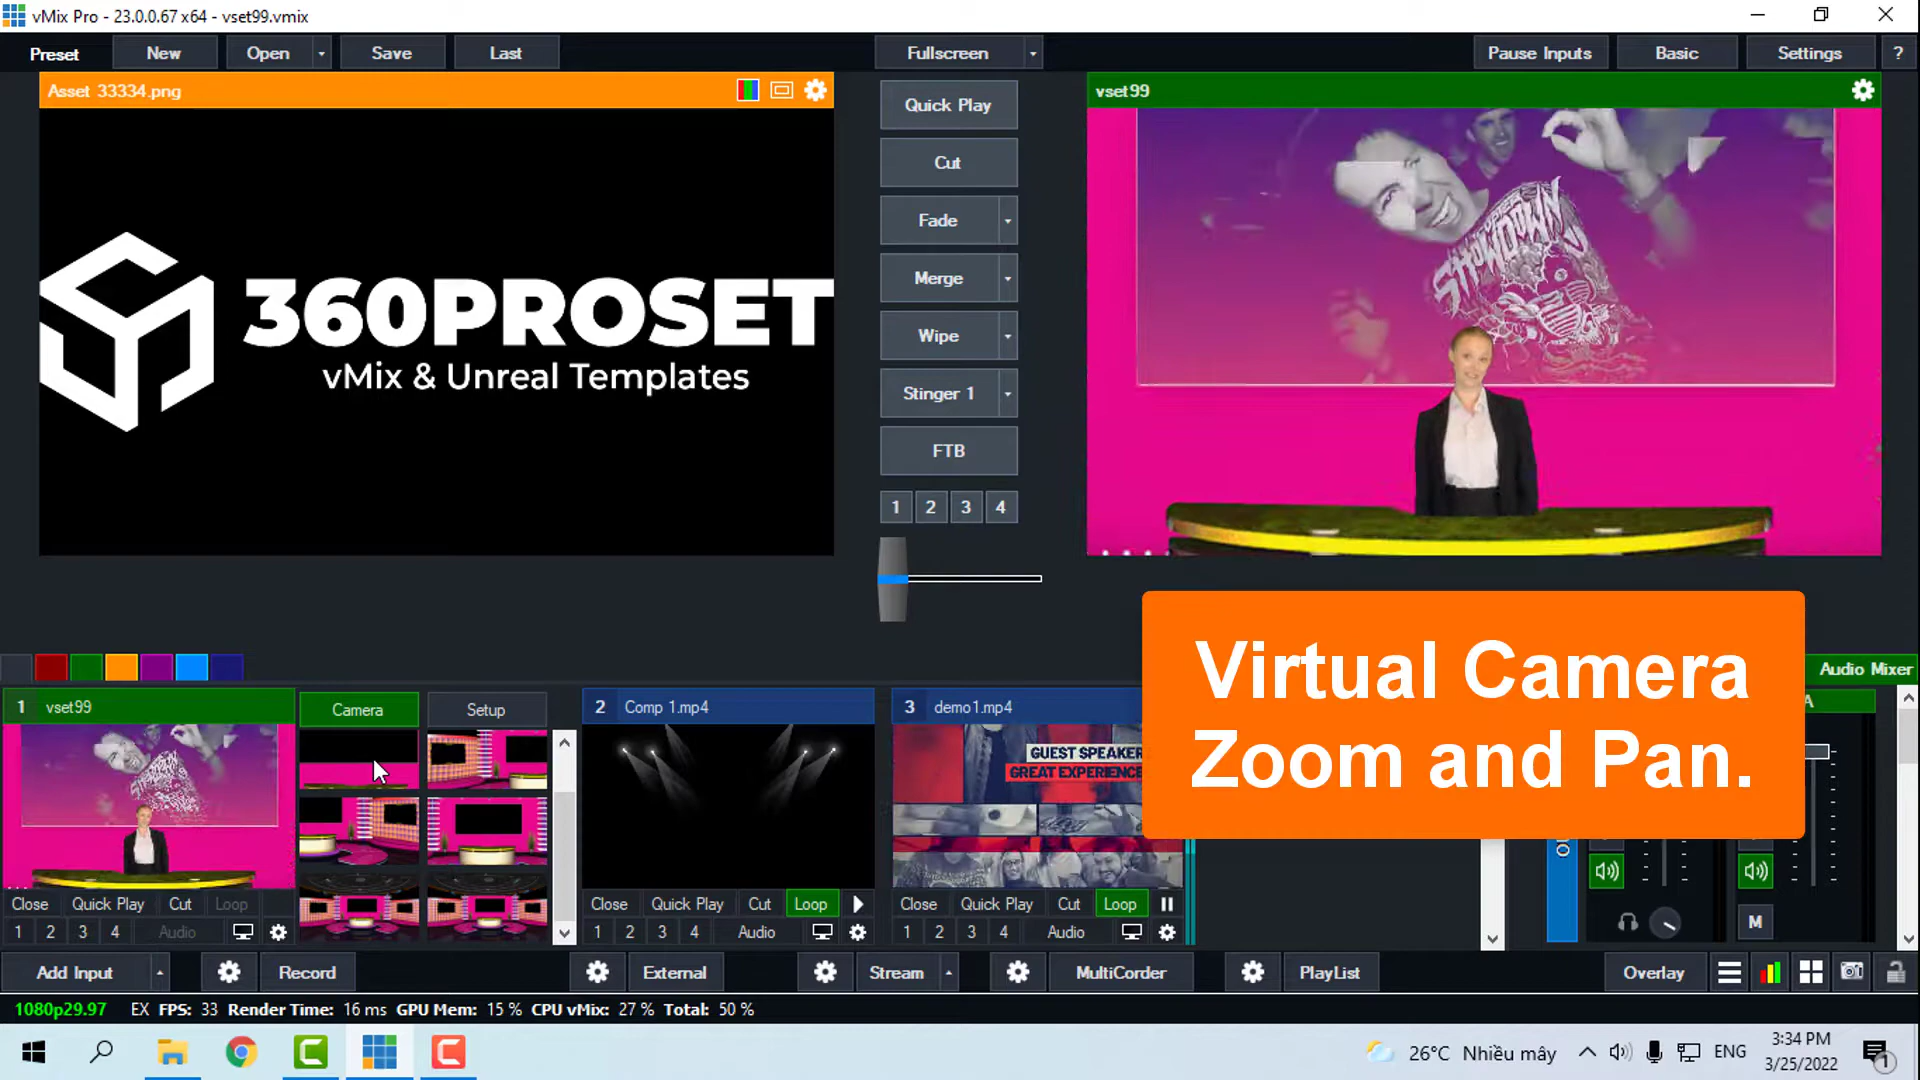 vMix Pro - 23.0.0.67 x64 - vset99.vmix
Preset New Open Save Last Fullscreen Pause Inputs Basic Settings ?
Asset 33334.png
vset99
Quick Play
Cut
Fade
Merge
Wipe
Stinger 1
FTB
1 2 3 4
360PROSET
vMix & Unreal Templates
SHOWDOWN
Virtual Camera
Zoom and Pan.
Audio Mixer
1 vset99 Camera Setup
2 Comp 1.mp4
3 demo1.mp4
A
GUEST SPEAKER
GREAT EXPERIENCE
Close Quick Play Cut Loop
Close Quick Play Cut Loop
Close Quick Play Cut Loop
1 2 3 4 Audio
1 2 3 4 Audio
1 2 3 4 Audio
M
Add Input Record External Stream MultiCorder PlayList Overlay
1080p29.97 EX FPS: 33 Render Time: 16 ms GPU Mem: 15 % CPU vMix: 27 % Total: 50 %
26°C Nhiều mây ENG
3:34 PM
3/25/2022
1